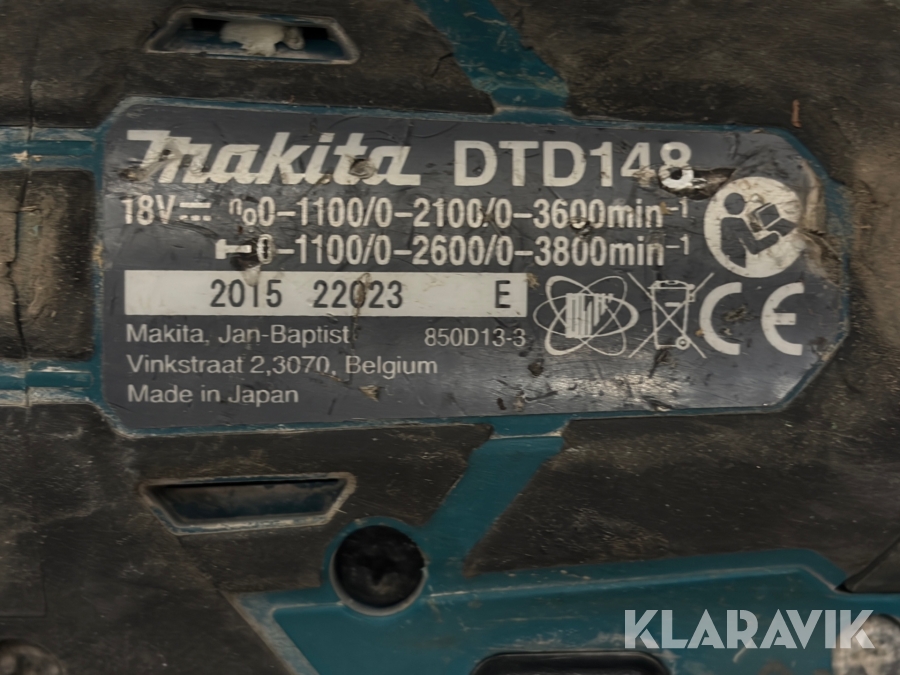 makita DTD148
18V⎓ 0-1100/0-2100/0-3600min⁻¹
0-1100/0-2600/0-3800min⁻¹
2015 22023 E
Makita, Jan-Baptist 850D13-3
Vinkstraat 2,3070, Belgium
Made in Japan
CE
KLARAVIK